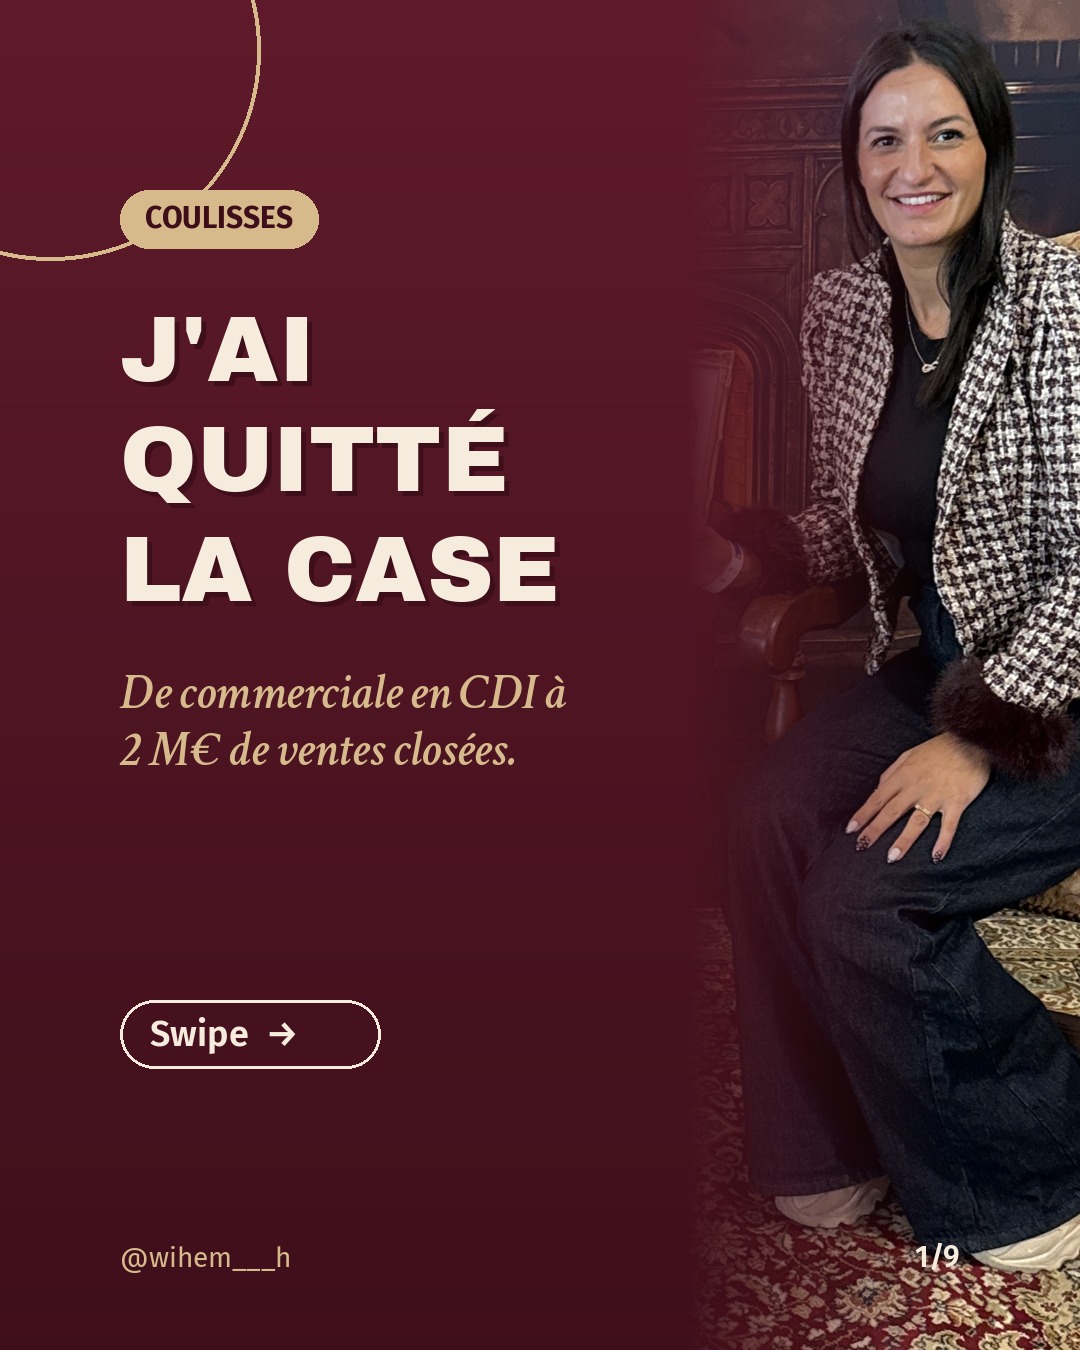 COULISSES
J'AI
QUITTÉ
LA CASE
De commerciale en CDI à
2 M€ de ventes closées.
Swipe →
@wihem___h
1/9